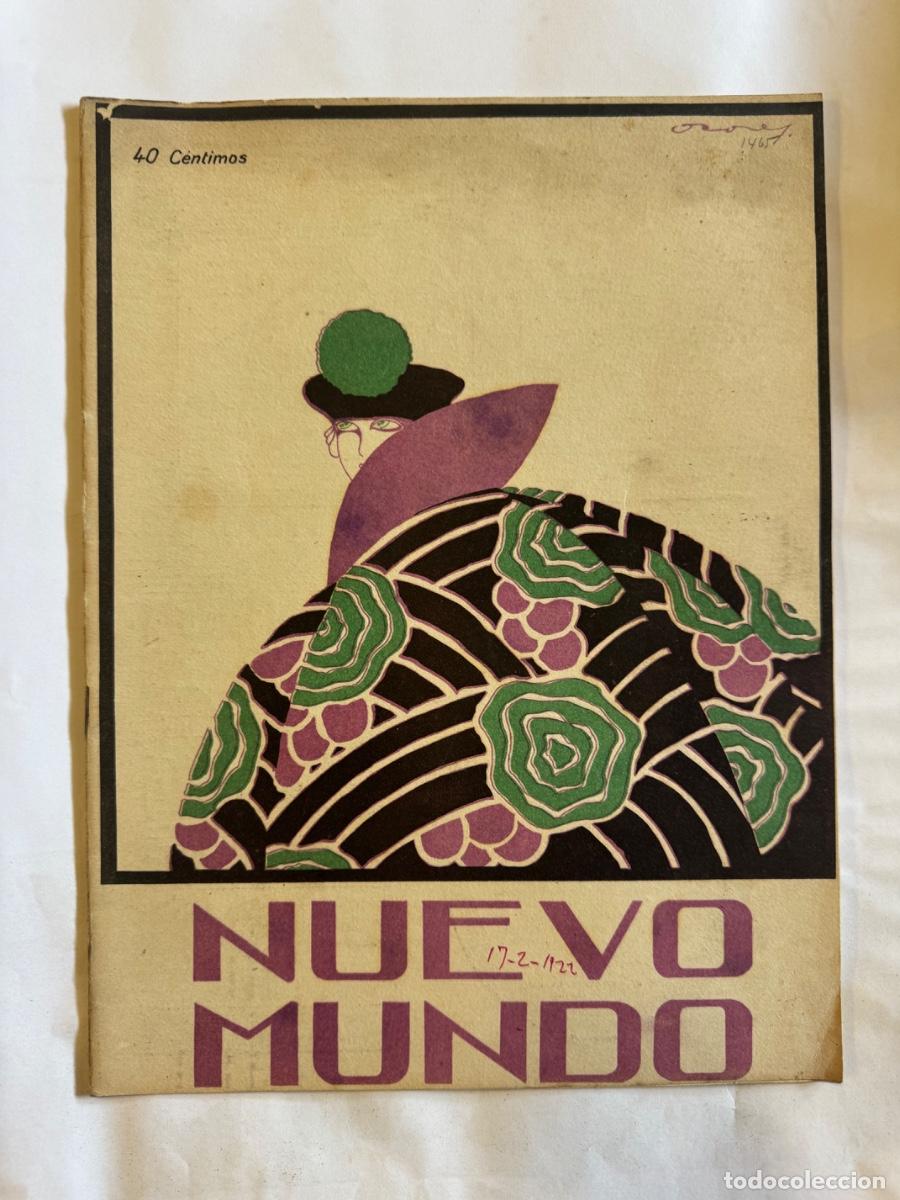 40 Céntimos
1465
NUEVO
17-2-1922
MUNDO
todocoleccion